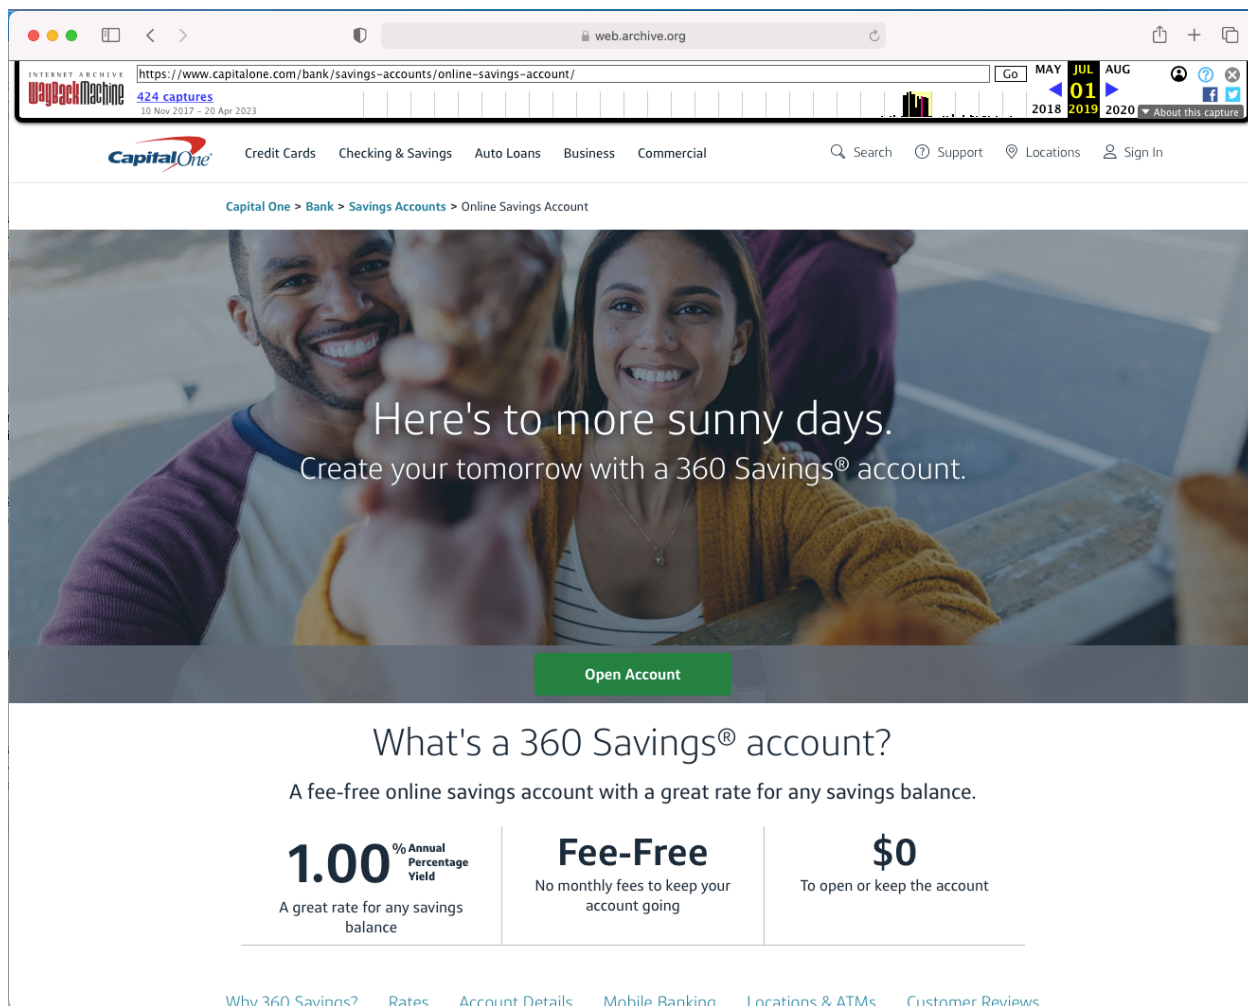 web.archive.org
INTERNET ARCHIVE
WayBackMachine
https://www.capitalone.com/bank/savings-accounts/online-savings-account/
Go
MAY JUL AUG
424 captures
01
10 Nov 2017 - 20 Apr 2023
2018 2019 2020
About this capture
CapitalOne
Credit Cards Checking & Savings Auto Loans Business Commercial
Search Support Locations Sign In
Capital One > Bank > Savings Accounts > Online Savings Account
Here's to more sunny days.
Create your tomorrow with a 360 Savings® account.
Open Account
What's a 360 Savings® account?
A fee-free online savings account with a great rate for any savings balance.
1.00% Annual Percentage Yield
A great rate for any savings
balance
Fee-Free
No monthly fees to keep your
account going
$0
To open or keep the account
Why 360 Savings? Rates Account Details Mobile Banking Locations & ATMs Customer Reviews